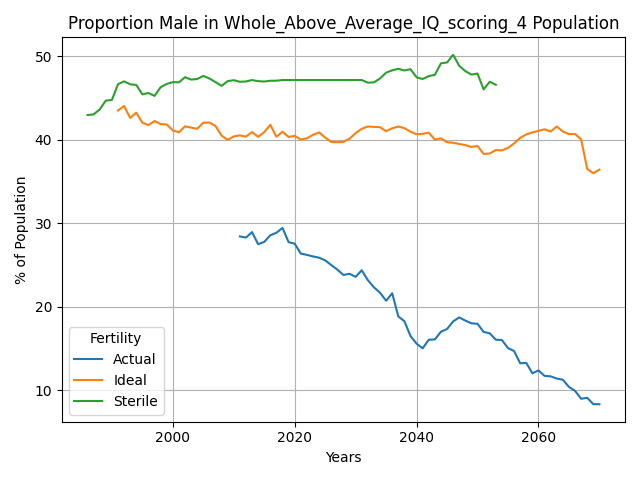 Proportion Male in Whole_Above_Average_IQ_scoring_4 Population
% of Population
50
40
30
20
10
Fertility
Actual
Ideal
Sterile
2000
2020
2040
2060
Years